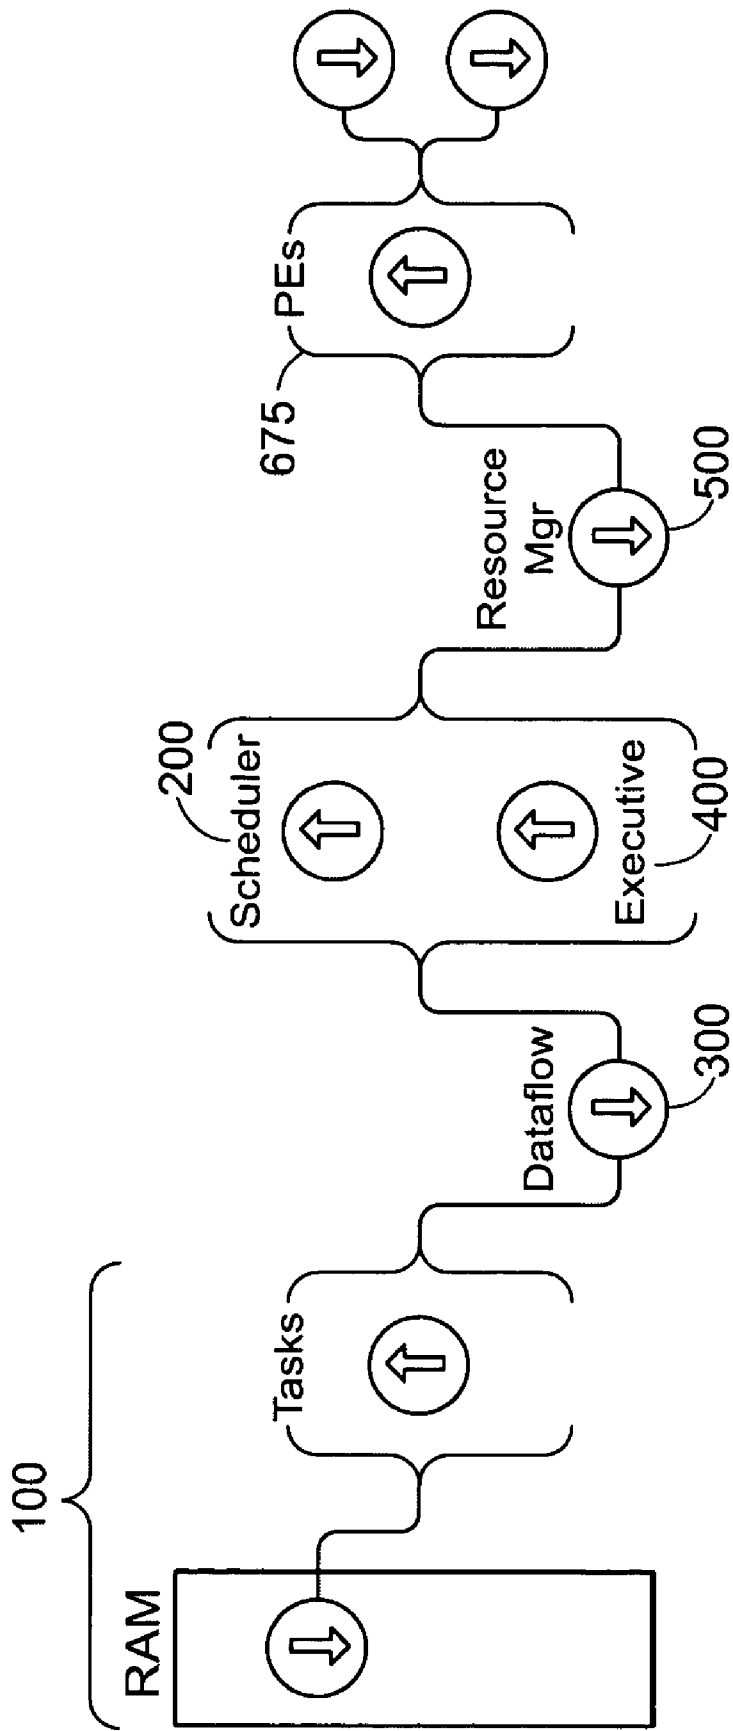 100
RAM
Tasks
Dataflow
300
200
Scheduler
Executive
400
Resource
Mgr
500
675
PEs